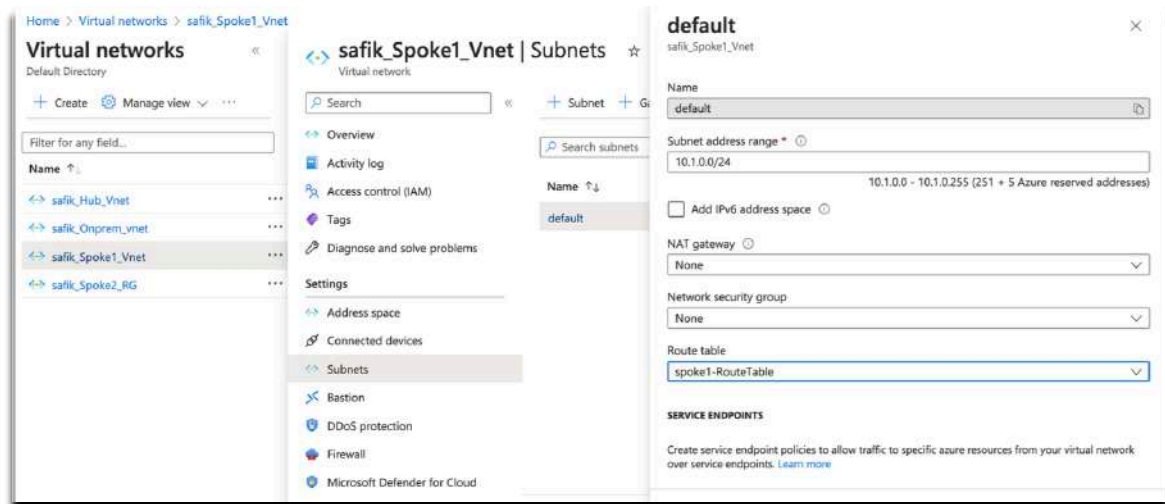 Home > Virtual networks > safik_Spoke1_Vnet
Virtual networks
Default Directory
Create
Manage view
Filter for any field...
Name
safik_Hub_Vnet
safik_Onprem_vnet
safik_Spoke1_Vnet
safik_Spoke2_RG
safik_Spoke1_Vnet | Subnets
Virtual network
Search
Overview
Activity log
Access control (IAM)
Tags
Diagnose and solve problems
Settings
Address space
Connected devices
Subnets
Bastion
DDoS protection
Firewall
Microsoft Defender for Cloud
+ Subnet + Ga
Search subnets
Name
default
default
safik_Spoke1_Vnet
Name
default
Subnet address range *
10.1.0.0/24
10.1.0.0 - 10.1.0.255 (251 + 5 Azure reserved addresses)
Add IPv6 address space
NAT gateway
None
Network security group
None
Route table
spoke1-RouteTable
SERVICE ENDPOINTS
Create service endpoint policies to allow traffic to specific azure resources from your virtual network
over service endpoints. Learn more